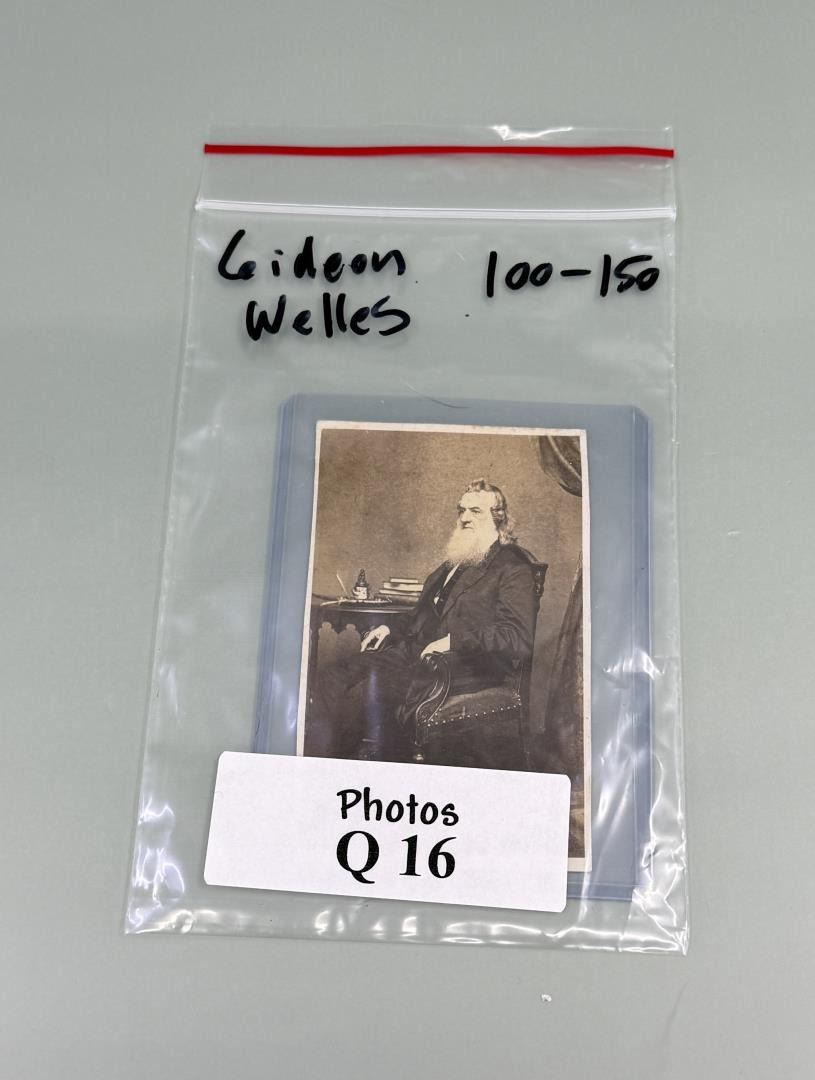 Gideon 100-150
Welles
Photos
Q 16